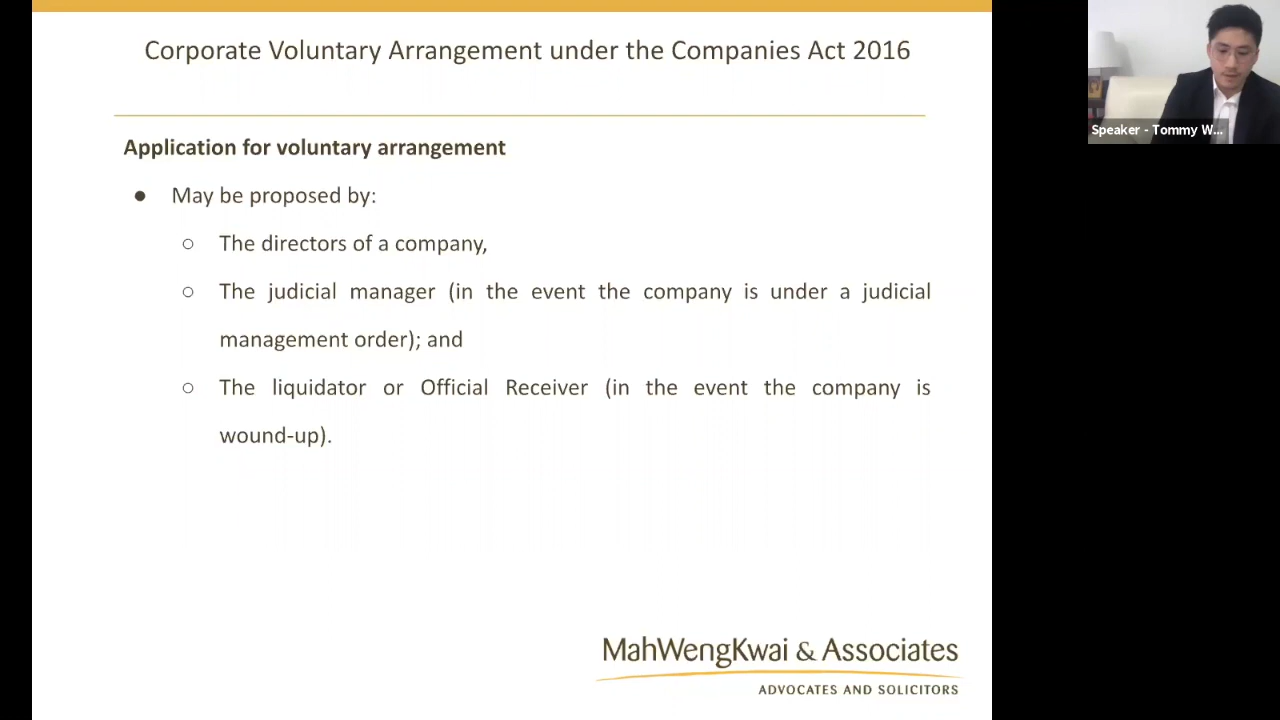 Corporate Voluntary Arrangement under the Companies Act 2016
Application for voluntary arrangement
● May be proposed by:
○ The directors of a company,
○ The judicial manager (in the event the company is under a judicial
management order); and
○ The liquidator or Official Receiver (in the event the company is
wound-up).
MahWengKwai & Associates
ADVOCATES AND SOLICITORS
Speaker - Tommy W...